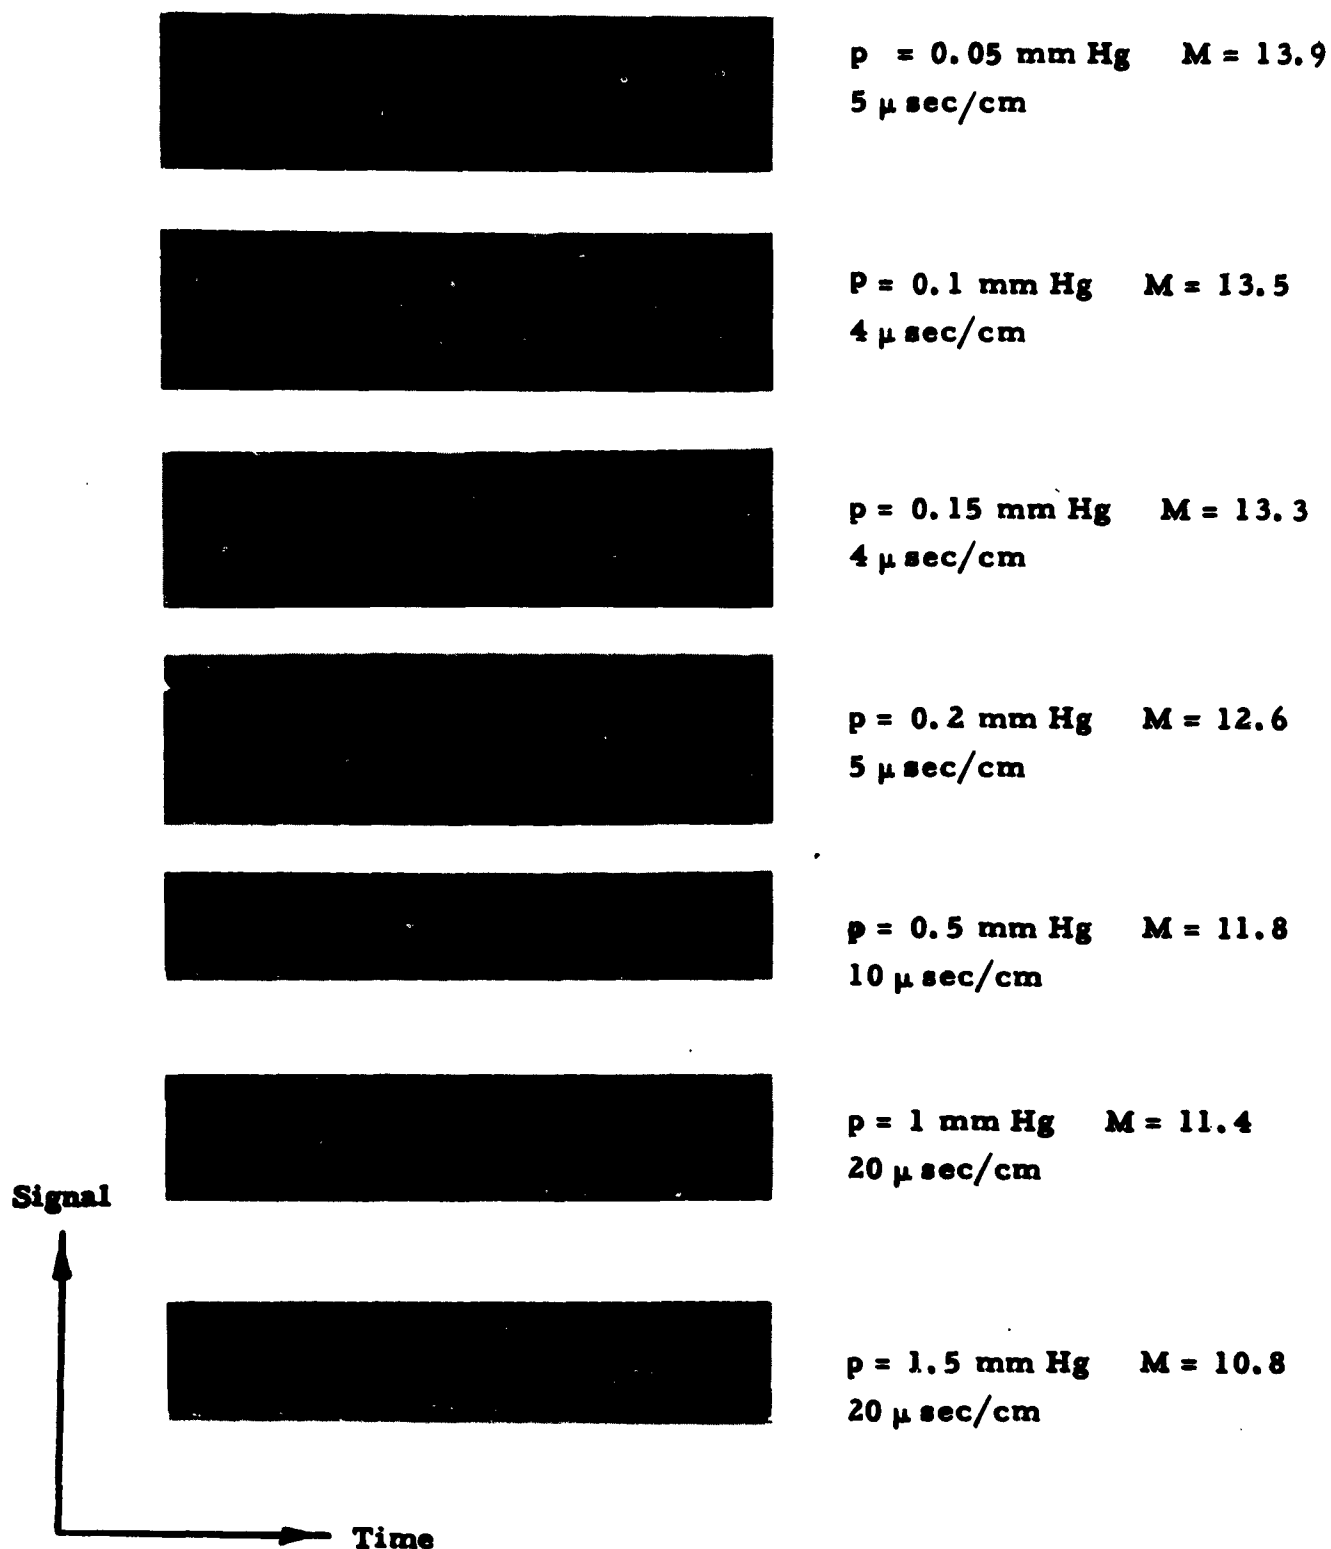 p = 0.05 mm Hg M = 13.9
5 μ sec/cm
p = 0.1 mm Hg M = 13.5
4 μ sec/cm
p = 0.15 mm Hg M = 13.3
4 μ sec/cm
p = 0.2 mm Hg M = 12.6
5 μ sec/cm
p = 0.5 mm Hg M = 11.8
10 μ sec/cm
p = 1 mm Hg M = 11.4
20 μ sec/cm
Signal
p = 1.5 mm Hg M = 10.8
20 μ sec/cm
Time